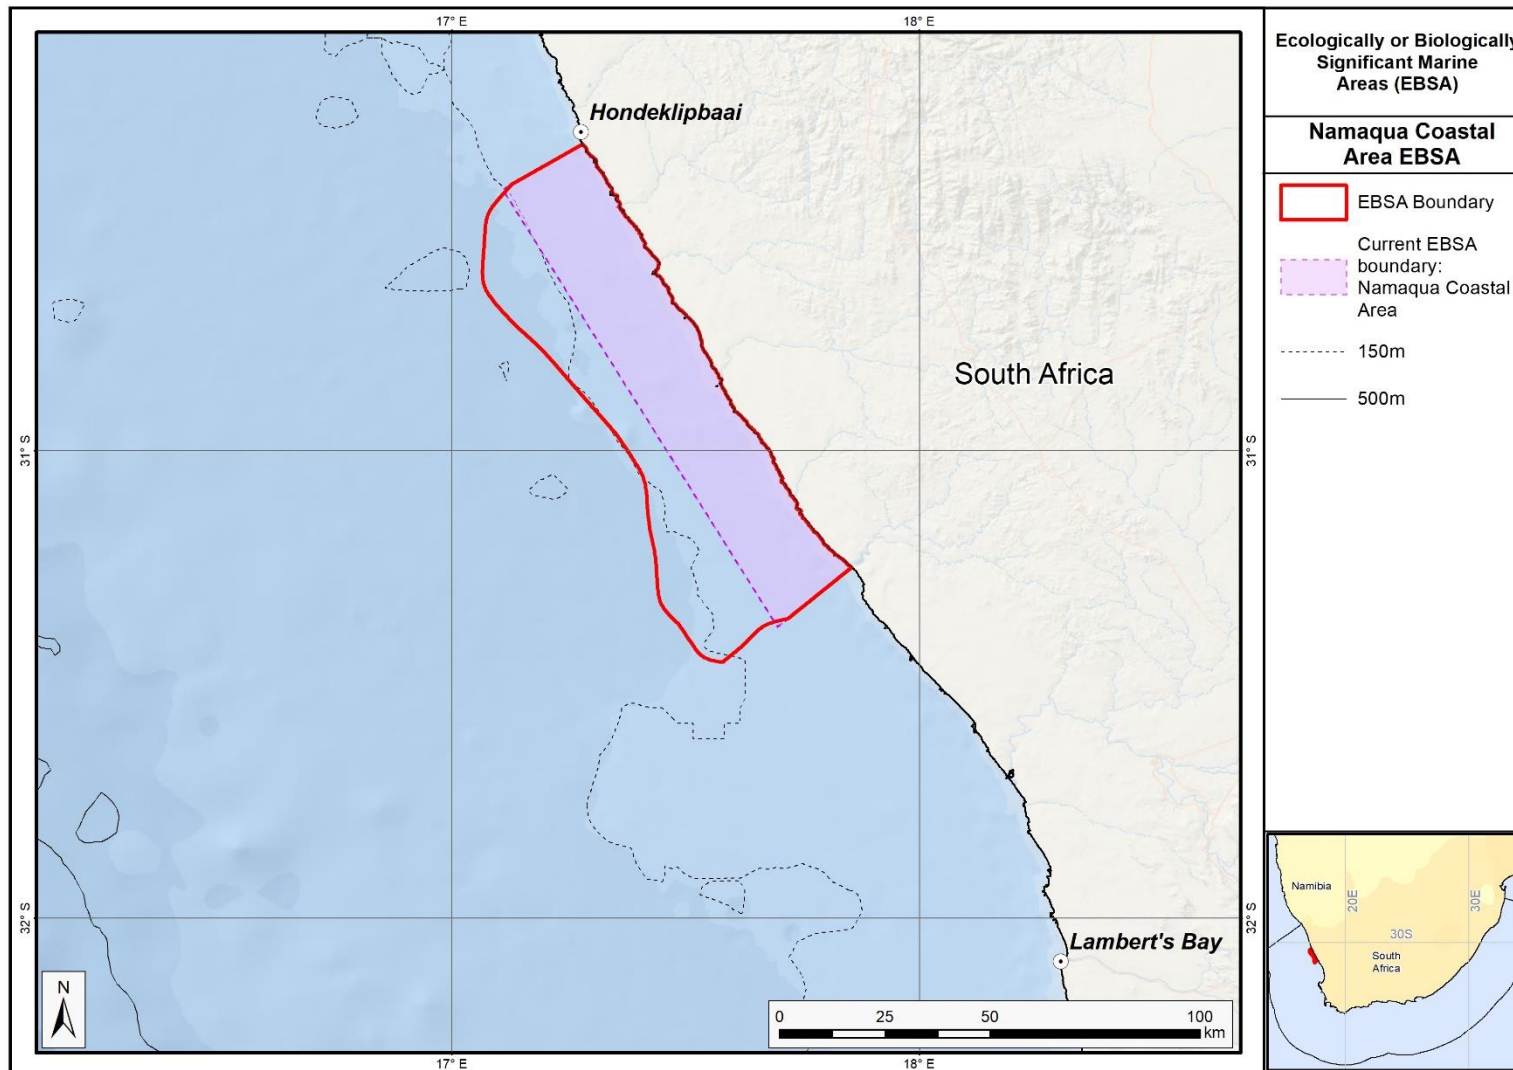 17° E
18° E
Hondeklipbaai
South Africa
31° S
31° S
32° S
32° S
Lambert's Bay
N
0
25
50
100
km
17° E
18° E
Ecologically or Biologically
Significant Marine
Areas (EBSA)
Namaqua Coastal
Area EBSA
EBSA Boundary
Current EBSA
boundary:
Namaqua Coastal
Area
150m
500m
Namibia
20E
30E
30S
South
Africa